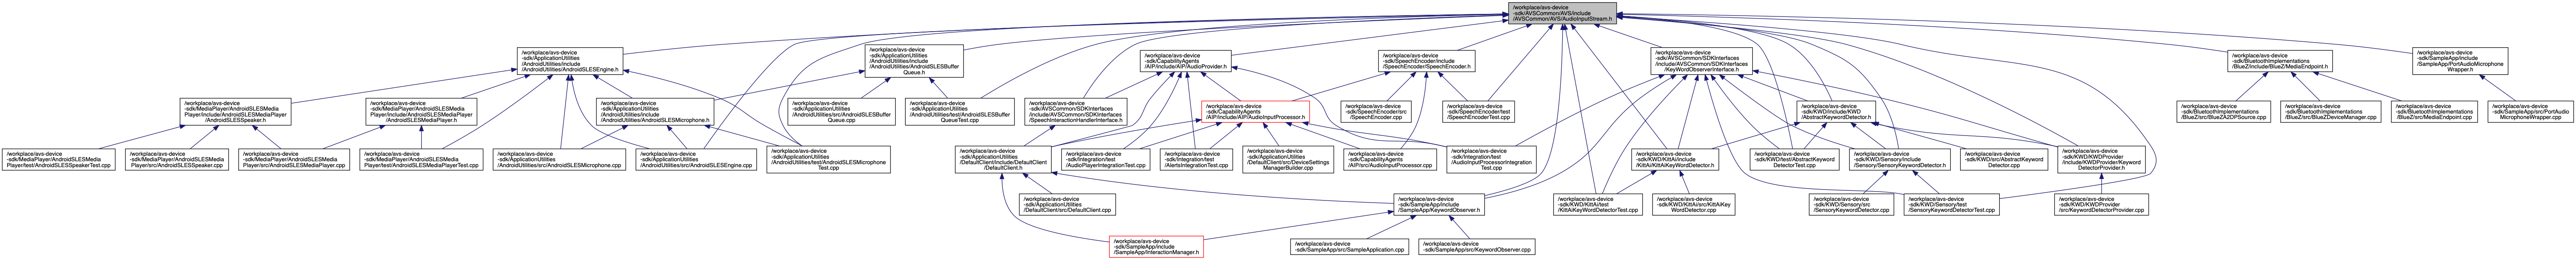 /workplace/avs-device
-sdk/AVSCommon/AVS/include
/AVSCommon/AVS/AudioInputStream.h
/workplace/avs-device
-sdk/ApplicationUtilities
/AndroidUtilities/include
/AndroidUtilities/AndroidSLESEngine.h
/workplace/avs-device
-sdk/ApplicationUtilities
/AndroidUtilities/include
/AndroidUtilities/AndroidSLESBuffer
Queue.h
/workplace/avs-device
-sdk/CapabilityAgents
/AIP/include/AIP/AudioProvider.h
/workplace/avs-device
-sdk/SpeechEncoder/include
/SpeechEncoder/SpeechEncoder.h
/workplace/avs-device
-sdk/AVSCommon/SDKInterfaces
/include/AVSCommon/SDKInterfaces
/KeyWordObserverInterface.h
/workplace/avs-device
-sdk/BluetoothImplementations
/BlueZ/include/BlueZ/MediaEndpoint.h
/workplace/avs-device
-sdk/SampleApp/include
/SampleApp/PortAudioMicrophone
Wrapper.h
/workplace/avs-device
-sdk/MediaPlayer/AndroidSLESMedia
Player/include/AndroidSLESMediaPlayer
/AndroidSLESSpeaker.h
/workplace/avs-device
-sdk/MediaPlayer/AndroidSLESMedia
Player/include/AndroidSLESMediaPlayer
/AndroidSLESMediaPlayer.h
/workplace/avs-device
-sdk/ApplicationUtilities
/AndroidUtilities/include
/AndroidUtilities/AndroidSLESMicrophone.h
/workplace/avs-device
-sdk/ApplicationUtilities
/AndroidUtilities/src/AndroidSLESBuffer
Queue.cpp
/workplace/avs-device
-sdk/ApplicationUtilities
/AndroidUtilities/test/AndroidSLESBuffer
QueueTest.cpp
/workplace/avs-device
-sdk/AVSCommon/SDKInterfaces
/include/AVSCommon/SDKInterfaces
/SpeechInteractionHandlerInterface.h
/workplace/avs-device
-sdk/CapabilityAgents
/AIP/include/AIP/AudioInputProcessor.h
/workplace/avs-device
-sdk/SpeechEncoder/src
/SpeechEncoder.cpp
/workplace/avs-device
-sdk/SpeechEncoder/test
/SpeechEncoderTest.cpp
/workplace/avs-device
-sdk/KWD/include/KWD
/AbstractKeywordDetector.h
/workplace/avs-device
-sdk/BluetoothImplementations
/BlueZ/src/BlueZA2DPSource.cpp
/workplace/avs-device
-sdk/BluetoothImplementations
/BlueZ/src/BlueZDeviceManager.cpp
/workplace/avs-device
-sdk/BluetoothImplementations
/BlueZ/src/MediaEndpoint.cpp
/workplace/avs-device
-sdk/SampleApp/src/PortAudio
MicrophoneWrapper.cpp
/workplace/avs-device
-sdk/MediaPlayer/AndroidSLESMedia
Player/test/AndroidSLESSpeakerTest.cpp
/workplace/avs-device
-sdk/MediaPlayer/AndroidSLESMedia
Player/src/AndroidSLESSpeaker.cpp
/workplace/avs-device
-sdk/MediaPlayer/AndroidSLESMedia
Player/src/AndroidSLESMediaPlayer.cpp
/workplace/avs-device
-sdk/MediaPlayer/AndroidSLESMedia
Player/test/AndroidSLESMediaPlayerTest.cpp
/workplace/avs-device
-sdk/ApplicationUtilities
/AndroidUtilities/src/AndroidSLESMicrophone.cpp
/workplace/avs-device
-sdk/ApplicationUtilities
/AndroidUtilities/src/AndroidSLESEngine.cpp
/workplace/avs-device
-sdk/ApplicationUtilities
/AndroidUtilities/test/AndroidSLESMicrophone
Test.cpp
/workplace/avs-device
-sdk/ApplicationUtilities
/DefaultClient/include/DefaultClient
/DefaultClient.h
/workplace/avs-device
-sdk/Integration/test
/AudioPlayerIntegrationTest.cpp
/workplace/avs-device
-sdk/Integration/test
/AlertsIntegrationTest.cpp
/workplace/avs-device
-sdk/ApplicationUtilities
/DefaultClient/src/DeviceSettings
ManagerBuilder.cpp
/workplace/avs-device
-sdk/CapabilityAgents
/AIP/src/AudioInputProcessor.cpp
/workplace/avs-device
-sdk/Integration/test
/AudioInputProcessorIntegration
Test.cpp
/workplace/avs-device
-sdk/KWD/KittAi/include
/KittAi/KittAiKeyWordDetector.h
/workplace/avs-device
-sdk/KWD/test/AbstractKeyword
DetectorTest.cpp
/workplace/avs-device
-sdk/KWD/Sensory/include
/Sensory/SensoryKeywordDetector.h
/workplace/avs-device
-sdk/KWD/src/AbstractKeyword
Detector.cpp
/workplace/avs-device
-sdk/KWD/KWDProvider
/include/KWDProvider/Keyword
DetectorProvider.h
/workplace/avs-device
-sdk/ApplicationUtilities
/DefaultClient/src/DefaultClient.cpp
/workplace/avs-device
-sdk/SampleApp/include
/SampleApp/KeywordObserver.h
/workplace/avs-device
-sdk/KWD/KittAi/test
/KittAiKeyWordDetectorTest.cpp
/workplace/avs-device
-sdk/KWD/KittAi/src/KittAiKey
WordDetector.cpp
/workplace/avs-device
-sdk/KWD/Sensory/src
/SensoryKeywordDetector.cpp
/workplace/avs-device
-sdk/KWD/Sensory/test
/SensoryKeywordDetectorTest.cpp
/workplace/avs-device
-sdk/KWD/KWDProvider
/src/KeywordDetectorProvider.cpp
/workplace/avs-device
-sdk/SampleApp/include
/SampleApp/InteractionManager.h
/workplace/avs-device
-sdk/SampleApp/src/SampleApplication.cpp
/workplace/avs-device
-sdk/SampleApp/src/KeywordObserver.cpp